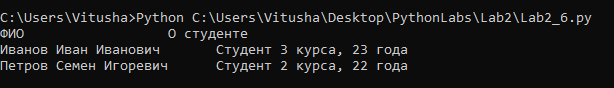 C:\Users\Vitusha>Python C:\Users\Vitusha\Desktop\PythonLabs\Lab2\Lab2_6.py
ФИО О студенте
Иванов Иван Иванович Студент 3 курса, 23 года
Петров Семен Игоревич Студент 2 курса, 22 года